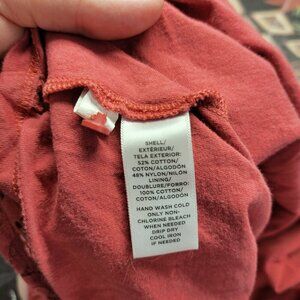 SHELL/
EXTÉRIEUR/
TELA EXTERIOR:
52% COTTON/
COTON/ALGODÓN
48% NYLON/NILON
LINING/
DOUBLURE/FORRO:
100% COTTON/
COTON/ALGODÓN
HAND WASH COLD
ONLY NON-
CHLORINE BLEACH
WHEN NEEDED
DRIP DRY
COOL IRON
IF NEEDED